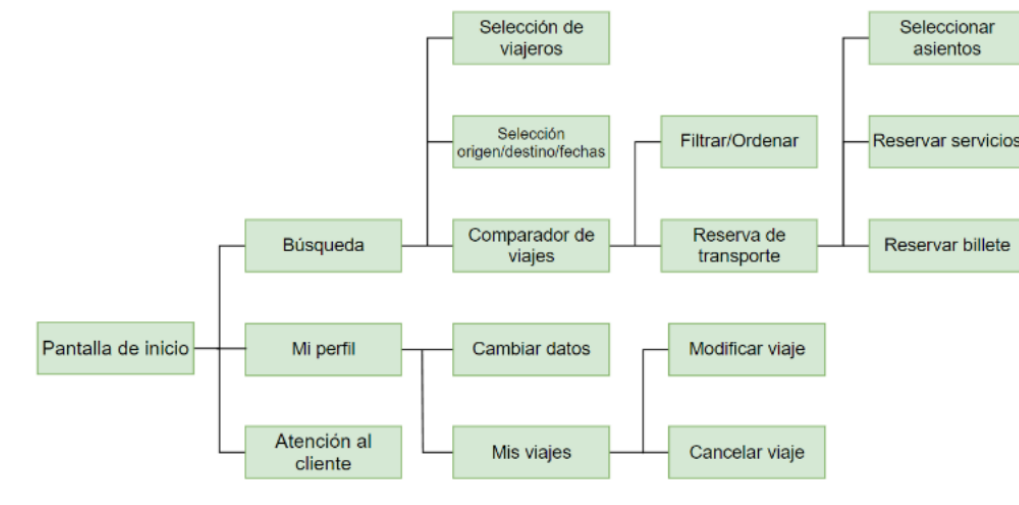 Selección de
viajeros
Seleccionar
asientos
Selección
origen/destino/fechas
Filtrar/Ordenar
Reservar servicios
Búsqueda
Comparador de
viajes
Reserva de
transporte
Reservar billete
Pantalla de inicio
Mi perfil
Cambiar datos
Modificar viaje
Atención al
cliente
Mis viajes
Cancelar viaje